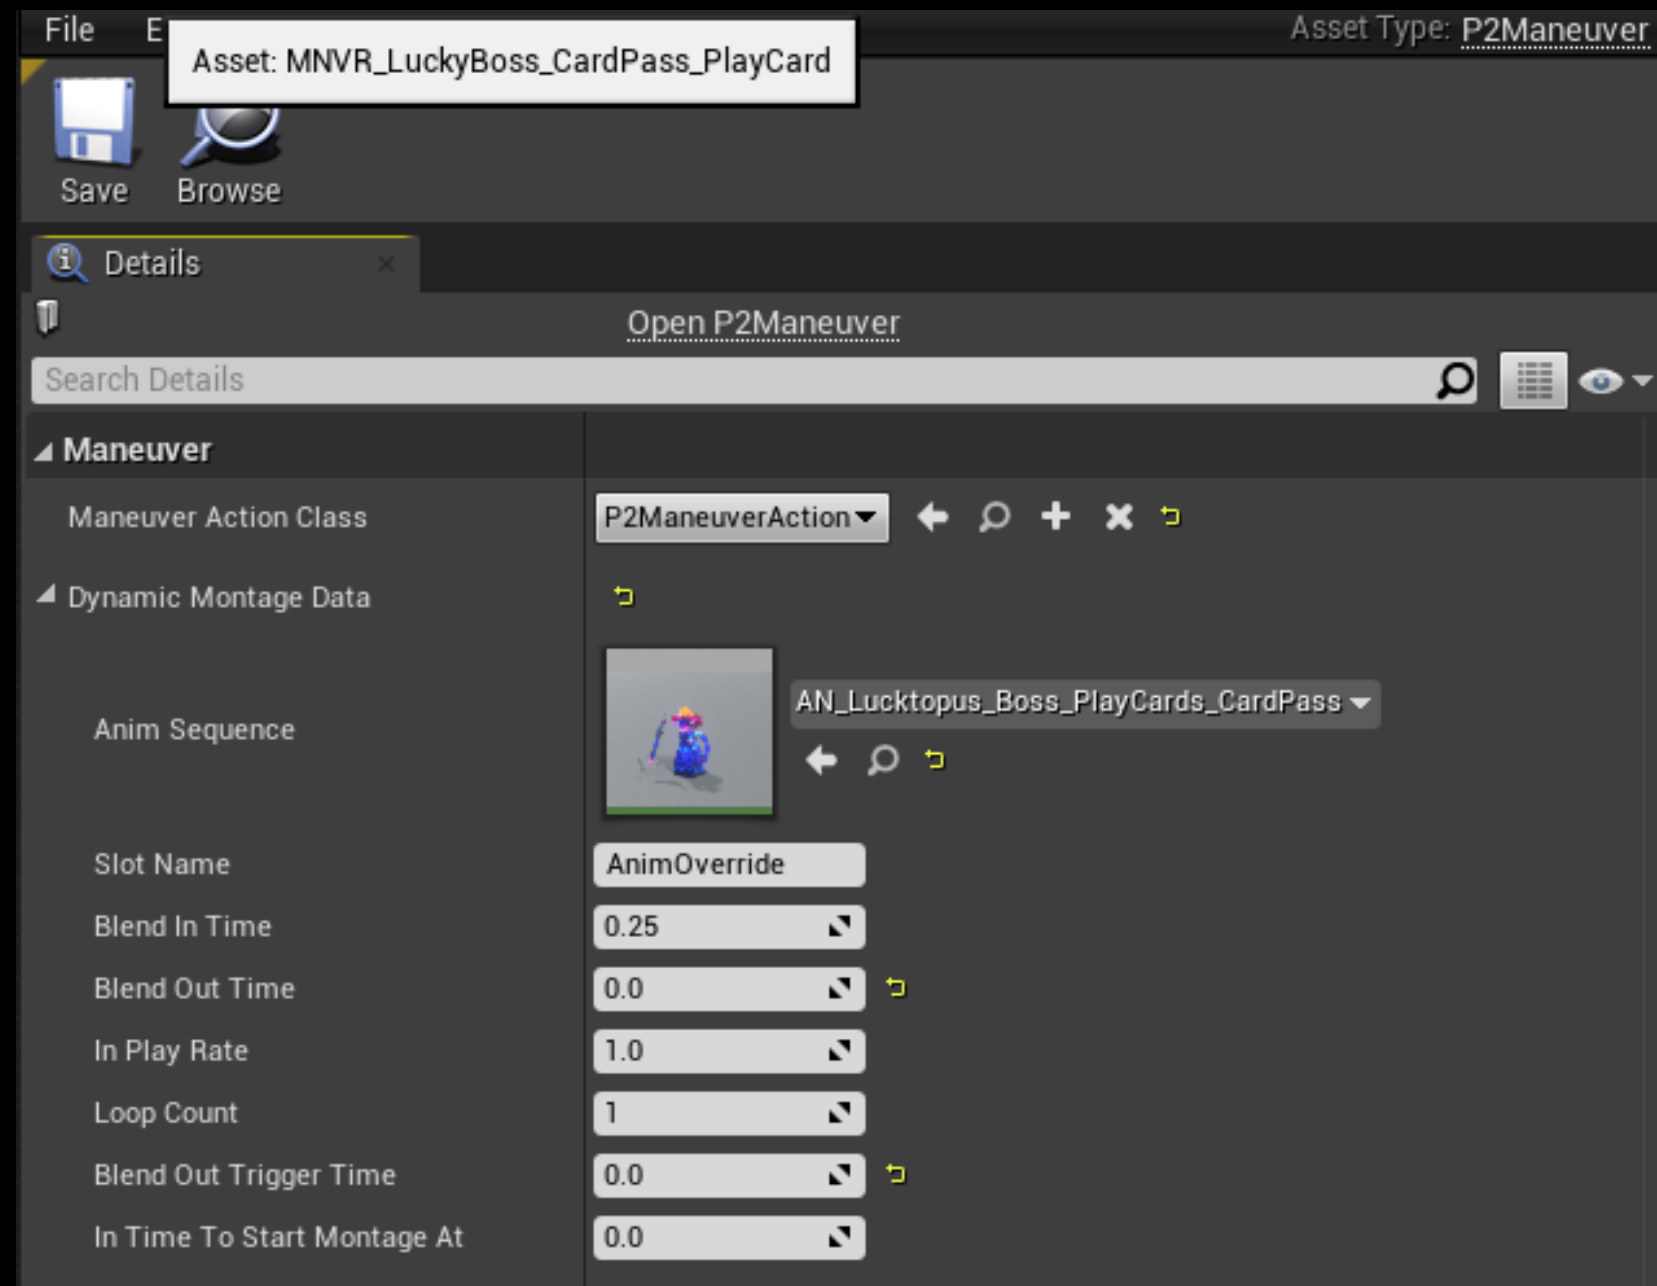 File E
Asset: MNVR_LuckyBoss_CardPass_PlayCard
Asset Type: P2Maneuver
Save Browse
Details
Open P2Maneuver
Search Details
Maneuver
Maneuver Action Class P2ManeuverAction
Dynamic Montage Data
Anim Sequence AN_Lucktopus_Boss_PlayCards_CardPass
Slot Name AnimOverride
Blend In Time 0.25
Blend Out Time 0.0
In Play Rate 1.0
Loop Count 1
Blend Out Trigger Time 0.0
In Time To Start Montage At 0.0